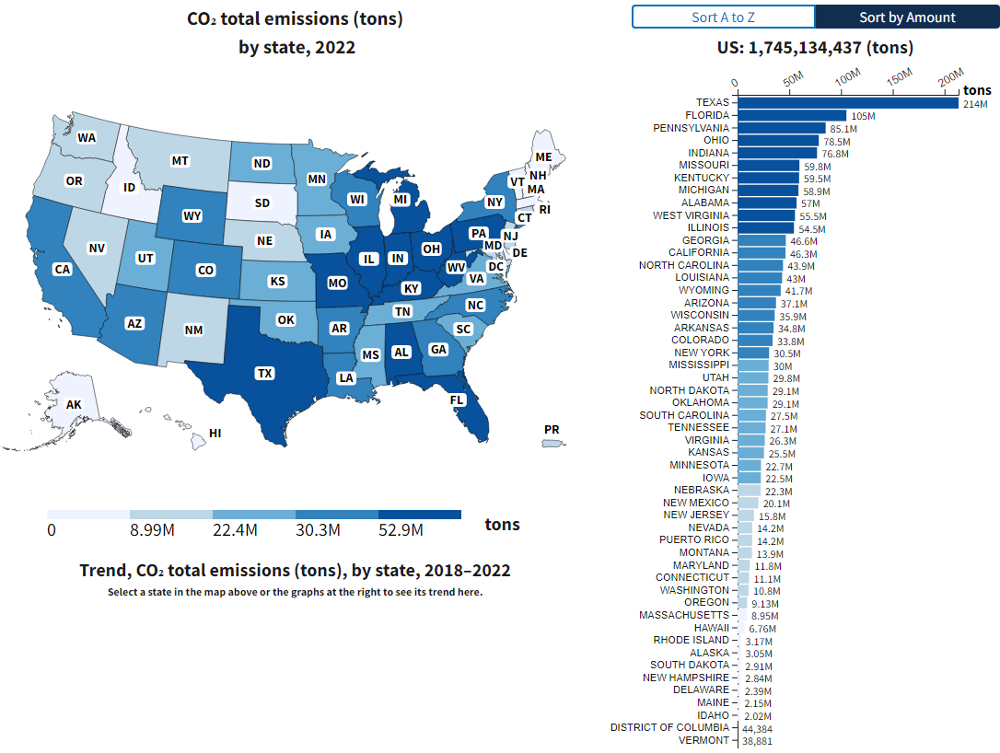 CO₂ total emissions (tons)
by state, 2022
WA
OR
ID
MT
ND
MN
SD
WY
NV
UT
CO
CA
AZ
NM
NE
KS
OK
TX
IA
MO
AR
LA
WI
MI
IL
IN
OH
KY
TN
MS
AL
GA
FL
SC
NC
VA
WV
PA
NY
ME
VT
NH
MA
RI
CT
NJ
MD
DE
DC
AK
HI
PR
0
8.99M
22.4M
30.3M
52.9M
tons
Trend, CO₂ total emissions (tons), by state, 2018–2022
Select a state in the map above or the graphs at the right to see its trend here.
Sort A to Z
Sort by Amount
US: 1,745,134,437 (tons)
0
50M
100M
150M
200M
tons
TEXAS 214M
FLORIDA 105M
PENNSYLVANIA 85.1M
OHIO 78.5M
INDIANA 76.8M
MISSOURI 59.8M
KENTUCKY 59.5M
MICHIGAN 58.9M
ALABAMA 57M
WEST VIRGINIA 55.5M
ILLINOIS 54.5M
GEORGIA 46.6M
CALIFORNIA 46.3M
NORTH CAROLINA 43.9M
LOUISIANA 43M
WYOMING 41.7M
ARIZONA 37.1M
WISCONSIN 35.9M
ARKANSAS 34.8M
COLORADO 33.8M
NEW YORK 30.5M
MISSISSIPPI 30M
UTAH 29.8M
NORTH DAKOTA 29.1M
OKLAHOMA 29.1M
SOUTH CAROLINA 27.5M
TENNESSEE 27.1M
VIRGINIA 26.3M
KANSAS 25.5M
MINNESOTA 22.7M
IOWA 22.5M
NEBRASKA 22.3M
NEW MEXICO 20.1M
NEW JERSEY 15.8M
NEVADA 14.2M
PUERTO RICO 14.2M
MONTANA 13.9M
MARYLAND 11.8M
CONNECTICUT 11.1M
WASHINGTON 10.8M
OREGON 9.13M
MASSACHUSETTS 8.95M
HAWAII 6.76M
RHODE ISLAND 3.17M
ALASKA 3.05M
SOUTH DAKOTA 2.91M
NEW HAMPSHIRE 2.84M
DELAWARE 2.39M
MAINE 2.15M
IDAHO 2.02M
DISTRICT OF COLUMBIA 44,384
VERMONT 38,881